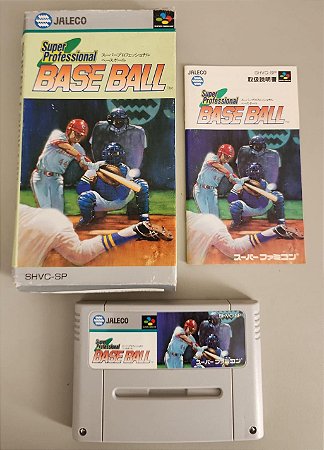 JALECO
Super
Professional
スーパープロフェッショナル
ベースボール
BASE BALL
SHVC-SP
JALECO
SHVC-SP
取扱説明書
Super
Professional
BASE BALL
スーパーファミコン
JALECO
SHVC-SP
Super
Professional
BASE BALL
スーパーファミコン